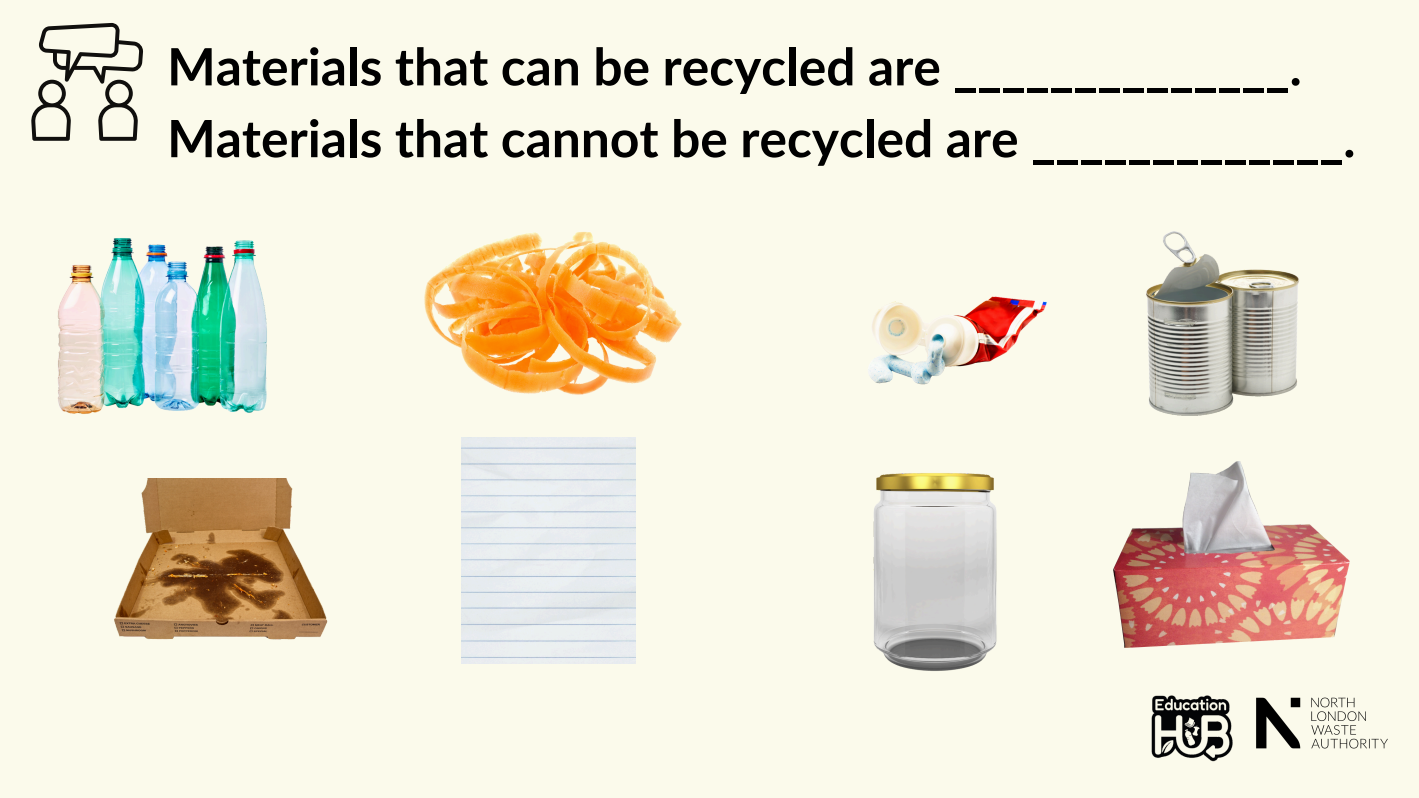 Materials that can be recycled are ______________.
Materials that cannot be recycled are _____________.
Education
HUB
NORTH
LONDON
WASTE
AUTHORITY